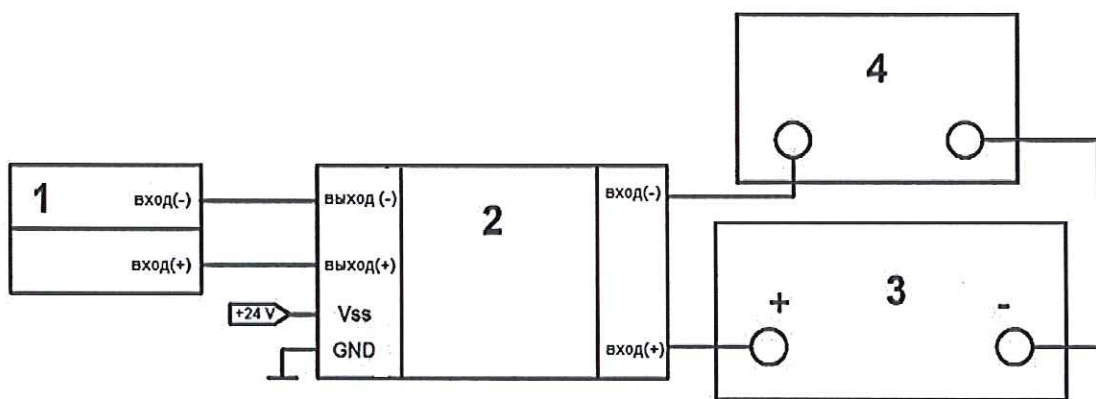 4
1
вход(-)
выход (-)
2
вход(-)
вход(+)
выход(+)
3
+24 V
Vss
+
-
GND
вход(+)